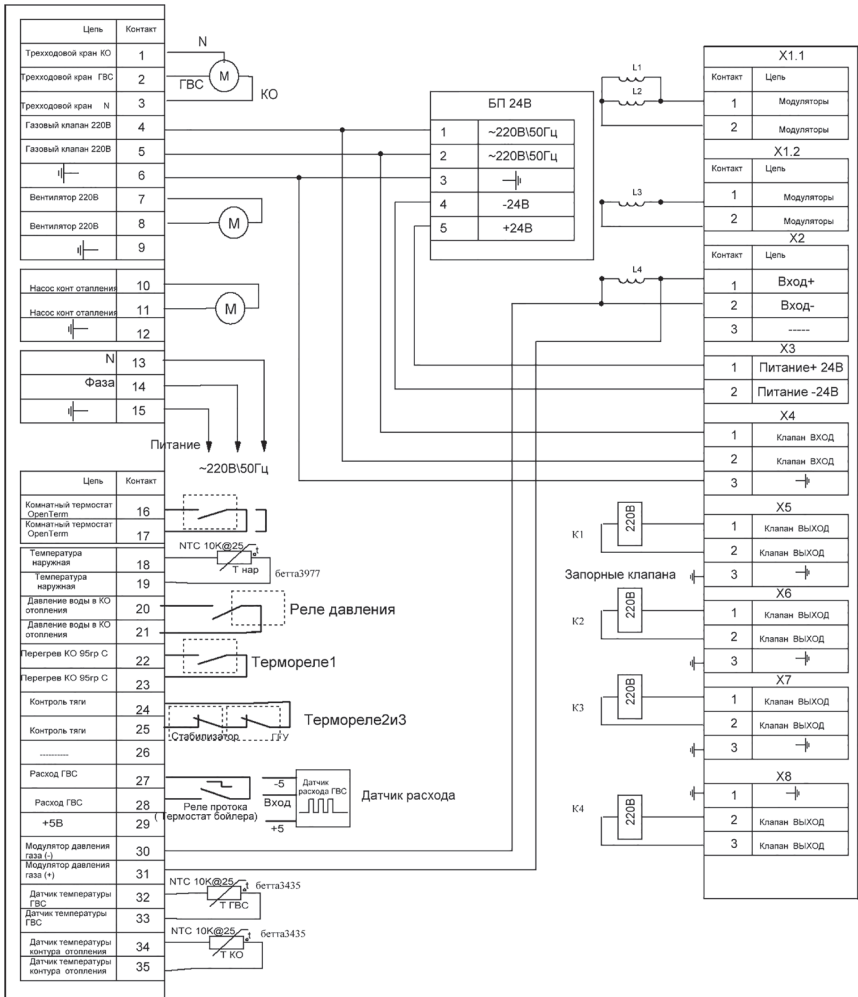 Цепь Контакт
Трехходовой кран КО 1
Трехходовой кран ГВС 2
Трехходовой кран N 3
Газовый клапан 220В 4
Газовый клапан 220В 5
6
Вентилятор 220В 7
Вентилятор 220В 8
9
Насос конт отапления 10
Насос конт отапления 11
12
N 13
Фаза 14
15
N
ГВС
M
КО
M
M
Питание
~220В\50Гц
Цепь Контакт
Комнатный термостат
OpenTerm
16
Комнатный термостат
OpenTerm
17
Температура
наружная
18
Температура
наружная
19
Давление воды в КО
отопления
20
Давление воды в КО
отопления
21
Перегрев КО 95гр С 22
Перегрев КО 95гр С 23
Контроль тяги 24
Контроль тяги 25
---------- 26
Расход ГВС 27
Расход ГВС 28
+5В 29
Модулятор давления
газа (-)
30
Модулятор давления
газа (+)
31
Датчик температуры
ГВС
32
Датчик температуры
ГВС
33
Датчик температуры
контура отопления
34
Датчик температуры
контура отопления
35
NTC 10K@25 t
Т нар
бетта3977
Реле давления
Термореле1
Термореле2и3
Стабилизатор
ПГУ
Реле протока
(Термостат бойлера)
-5
Вход
+5
Датчик
расхода ГВС
Датчик расхода
NTC 10K@25 t
бетта3435
Т ГВС
NTC 10K@25 t
бетта3435
Т КО
БП 24В
1 ~220В\50Гц
2 ~220В\50Гц
3
4 -24В
5 +24В
L1
L2
L3
L4
X1.1
Контакт Цепь
1 Модуляторы
2 Модуляторы
X1.2
Контакт Цепь
1 Модуляторы
2 Модуляторы
X2
Контакт Цепь
1 Вход+
2 Вход-
3 -----
X3
1 Питание+ 24В
2 Питание -24В
X4
1 Клапан ВХОД
2 Клапан ВХОД
3
X5
1 Клапан ВЫХОД
2 Клапан ВЫХОД
3
X6
1 Клапан ВЫХОД
2 Клапан ВЫХОД
3
X7
1 Клапан ВЫХОД
2 Клапан ВЫХОД
3
X8
1
2 Клапан ВЫХОД
3 Клапан ВЫХОД
К1
220В
Запорные клапана
К2
220В
К3
220В
К4
220В